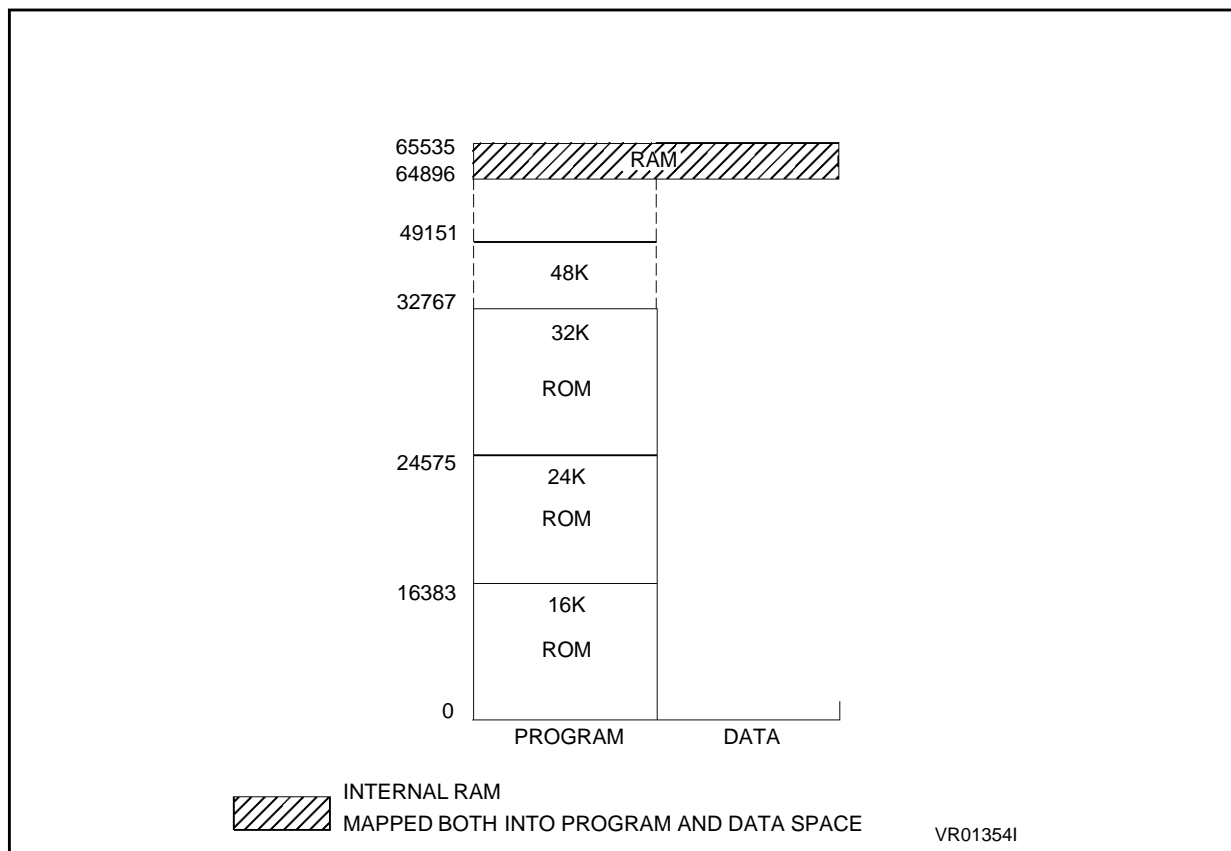 65535
RAM
64896
49151
48K
32767
32K
ROM
24575
24K
ROM
16383
16K
ROM
0
PROGRAM DATA
INTERNAL RAM
MAPPED BOTH INTO PROGRAM AND DATA SPACE
VR01354I